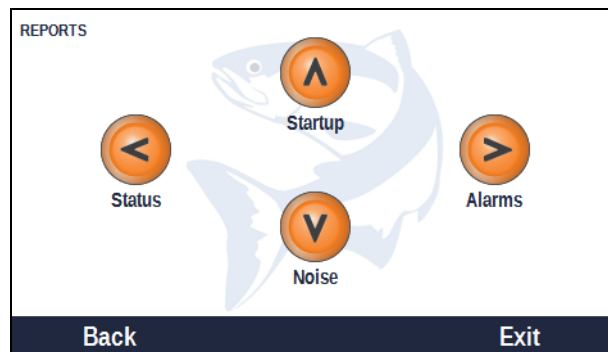 REPORTS
Startup
Status
Alarms
Noise
Back
Exit